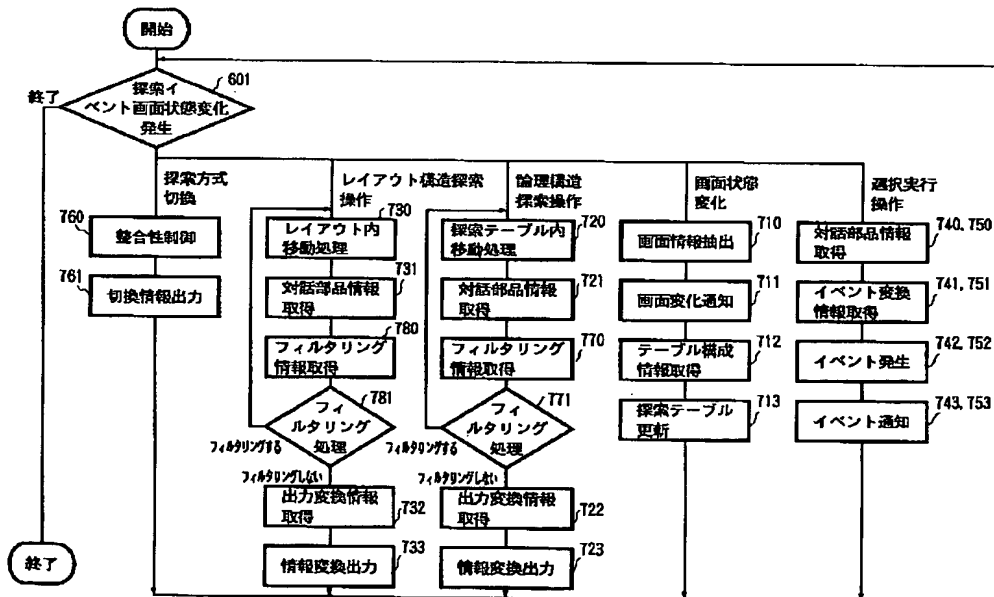 開始
探索イ
ベント画面状態変化
発生
601
終了
終了
探索方式
切換
760
整合性制御
761
切換情報出力
レイアウト構造探索
操作
730
レイアウト内
移動処理
731
対話部品情報
取得
780
フィルタリング
情報取得
781
フィ
ルタリング
処理
フィルタリングする
フィルタリングしない
出力変換情報
取得
732
情報変換出力
733
論理構造
探索操作
720
探索テーブル内
移動処理
721
対話部品情報
取得
770
フィルタリング
情報取得
771
フィ
ルタリング
処理
フィルタリングする
フィルタリングしない
出力変換情報
取得
722
情報変換出力
723
画面状態
変化
710
画面情報抽出
711
画面変化通知
712
テーブル構成
情報取得
713
探索テーブル
更新
選択実行
操作
740、750
対話部品情報
取得
741、751
イベント変換
情報取得
742、752
イベント発生
743、753
イベント通知